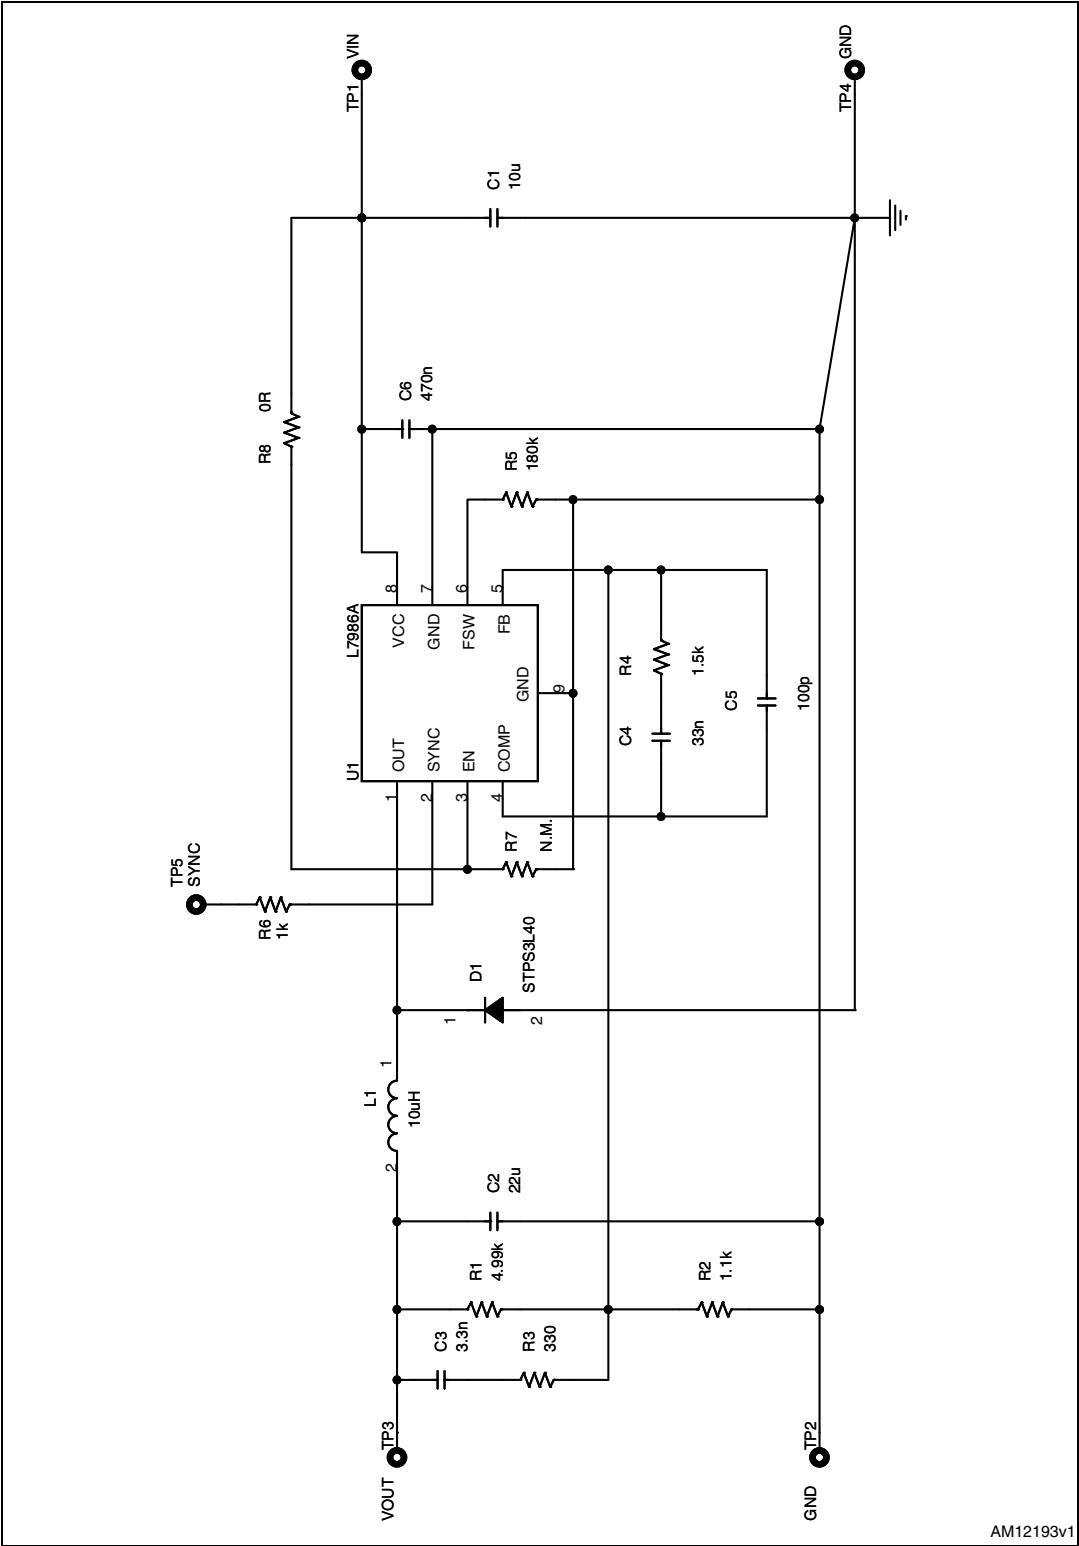 VIN
TP1
GND
TP4
C1
10u
R8 0R
C6
470n
R5
180k
U1 L7986A
8
7
6
5
VCC
GND
FSW
FB
GND
9
OUT
SYNC
EN
COMP
1
2
3
4
R4
1.5k
C4
33n
C5
100p
R7
N.M.
TP5
SYNC
R6
1k
D1
STPS3L40
1
2
L1
10uH
1
2
C2
22u
R1
4.99k
R2
1.1k
C3
3.3n
R3
330
TP3
VOUT
TP2
GND
AM12193v1